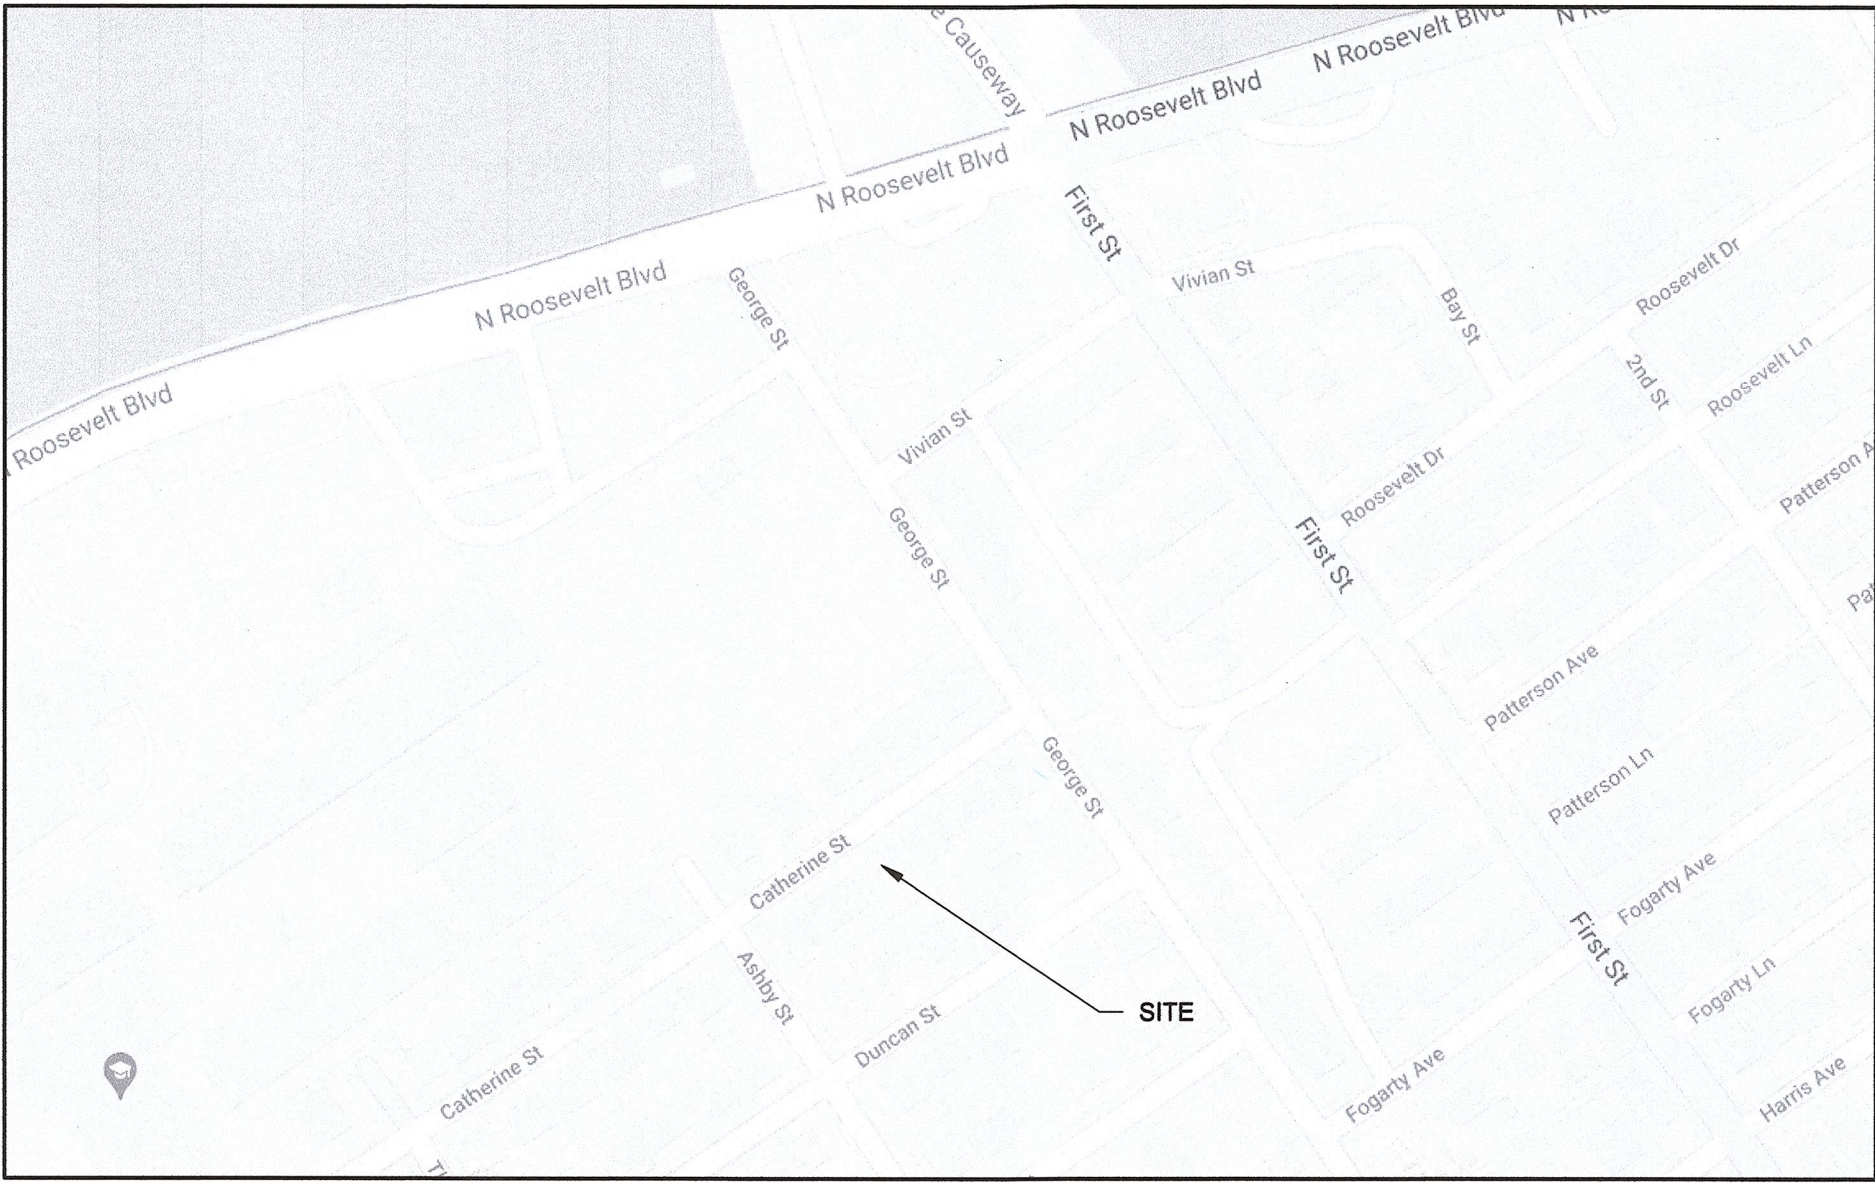 e Causeway
N Roosevelt Blvd
N Roosevelt Blvd
N Roosevelt Blvd
N Roosevelt Blvd
Roosevelt Blvd
First St
Vivian St
George St
Bay St
Roosevelt Dr
2nd St
Roosevelt Ln
Vivian St
Roosevelt Dr
Patterson A
George St
First St
Pat
Patterson Ave
George St
Patterson Ln
Catherine St
Fogarty Ave
First St
Ashby St
Fogarty Ln
SITE
Duncan St
Catherine St
Fogarty Ave
Harris Ave